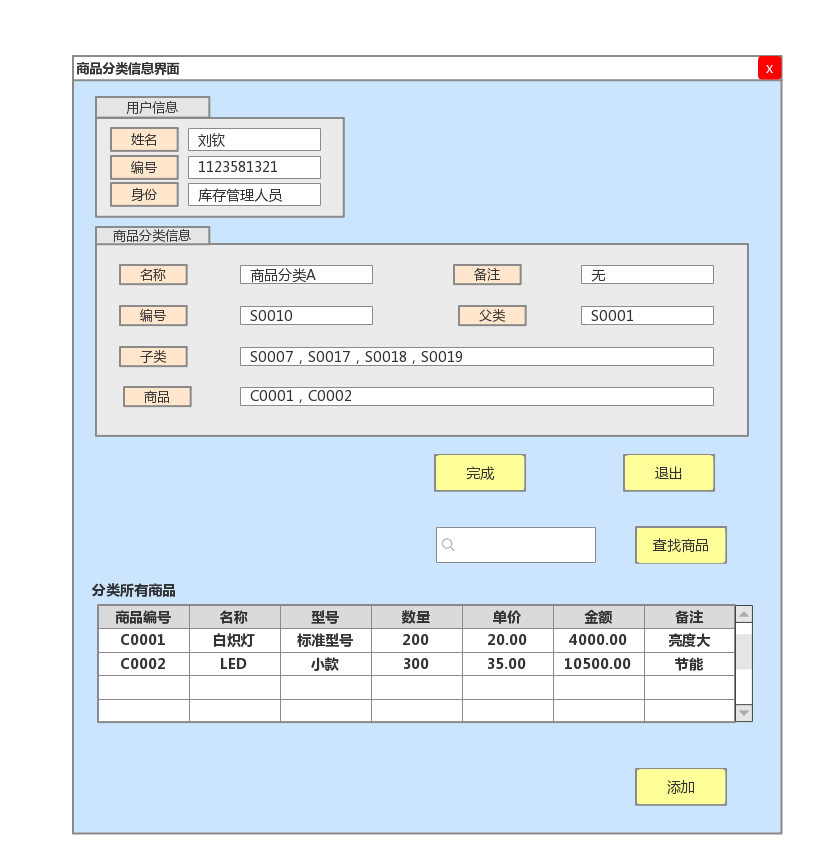 商品分类信息界面 x
用户信息
姓名 刘钦
编号 1123581321
身份 库存管理人员
商品分类信息
名称 商品分类A 备注 无
编号 S0010 父类 S0001
子类 S0007，S0017，S0018，S0019
商品 C0001，C0002
完成 退出
查找商品
分类所有商品
商品编号 名称 型号 数量 单价 金额 备注
C0001 白炽灯 标准型号 200 20.00 4000.00 亮度大
C0002 LED 小款 300 35.00 10500.00 节能
添加